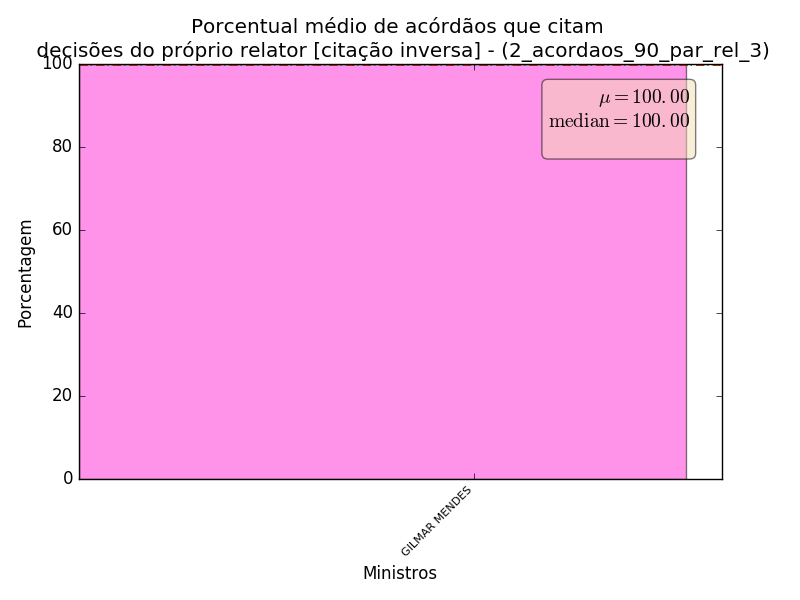 Porcentual médio de acórdãos que citam
decisões do próprio relator [citação inversa] - (2_acordaos_90_par_rel_3)
100
80
60
40
20
0
μ = 100.00
median = 100.00
Porcentagem
GILMAR MENDES
Ministros